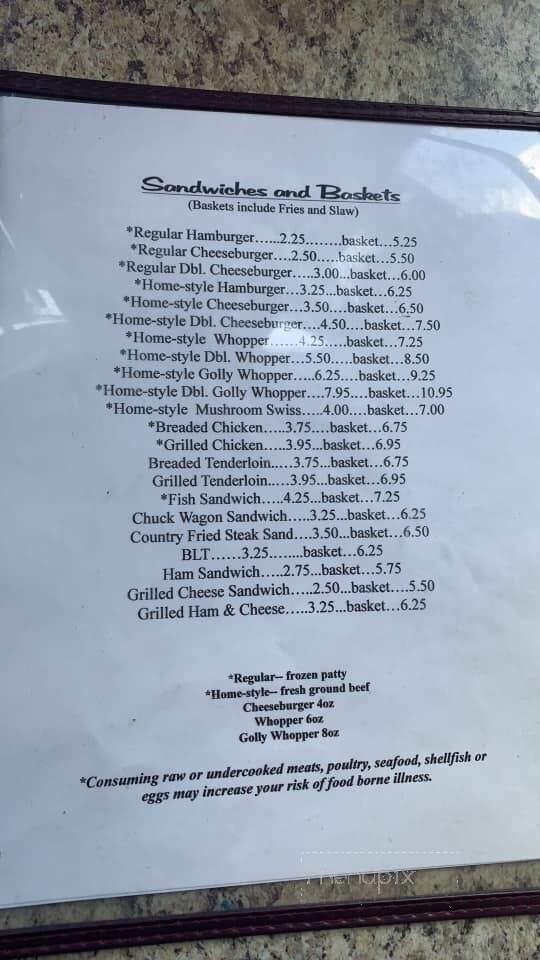 Sandwiches and Baskets
(Baskets include Fries and Slaw)
*Regular Hamburger......2.25........basket...5.25
*Regular Cheeseburger....2.50.....basket...5.50
*Regular Dbl. Cheeseburger.....3.00...basket...6.00
*Home-style Hamburger...3.25...basket...6.25
*Home-style Cheeseburger...3.50....basket...6.50
*Home-style Dbl. Cheeseburger....4.50....basket...7.50
*Home-style Whopper.......4.25.....basket...7.25
*Home-style Dbl. Whopper....5.50.....basket...8.50
*Home-style Golly Whopper.....6.25....basket...9.25
*Home-style Dbl. Golly Whopper....7.95....basket...10.95
*Home-style Mushroom Swiss.....4.00....basket...7.00
*Breaded Chicken.....3.75....basket...6.75
*Grilled Chicken.....3.95...basket...6.95
Breaded Tenderloin.....3.75...basket...6.75
Grilled Tenderloin.....3.95...basket...6.95
*Fish Sandwich.....4.25...basket...7.25
Chuck Wagon Sandwich.....3.25...basket...6.25
Country Fried Steak Sand....3.50...basket...6.50
BLT......3.25........basket...6.25
Ham Sandwich.....2.75...basket...5.75
Grilled Cheese Sandwich.....2.50...basket....5.50
Grilled Ham & Cheese.....3.25...basket...6.25
*Regular-- frozen patty
*Home-style-- fresh ground beef
Cheeseburger 4oz
Whopper 6oz
Golly Whopper 8oz
*Consuming raw or undercooked meats, poultry, seafood, shellfish or
eggs may increase your risk of food borne illness.
menupix